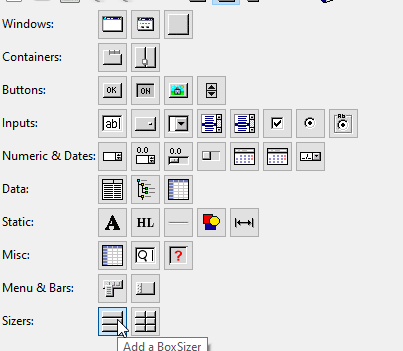 Windows:
Containers:
Buttons:
OK ON
Inputs:
ab Ab
Numeric & Dates:
0.0 0.0
Data:
Static:
A HL
Misc:
Q ?
Menu & Bars:
Sizers:
Add a BoxSizer